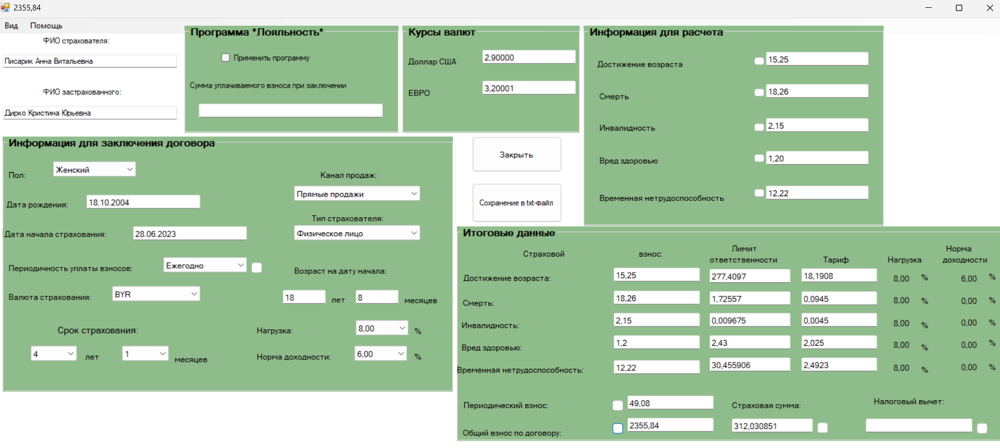 2355,84
Вид Помощь
ФИО страхователя:
Писарик Анна Витальевна
ФИО застрахованного:
Дирко Кристина Юрьевна
Программа *Лояльность*
Применить программу
Сумма уплачиваемого взноса при заключении
Курсы валют
Доллар США 2,90000
ЕВРО 3,20001
Информация для расчета
Достижение возраста 15,25
Смерть 18,26
Инвалидность 2,15
Вред здоровью 1,20
Временная нетрудоспособность 12,22
Информация для заключения договора
Пол: Женский
Дата рождения: 18.10.2004
Дата начала страхования: 28.06.2023
Периодичность уплаты взносов: Ежегодно
Валюта страхования: BYR
Срок страхования:
4 лет 1 месяцев
Канал продаж:
Прямые продажи
Тип страхователя:
Физическое лицо
Возраст на дату начала:
18 лет 8 месяцев
Нагрузка: 8,00 %
Норма доходности: 6,00 %
Закрыть
Сохранение в txt-файл
Итоговые данные
Страховой взнос: Лимит ответственности Тариф Нагрузка Норма доходности
Достижение возраста: 15,25 277,4097 18,1908 8,00 % 6,00 %
Смерть: 18,26 1,72557 0,0945 8,00 % 0,00 %
Инвалидность: 2,15 0,009675 0,0045 8,00 % 0,00 %
Вред здоровью: 1,2 2,43 2,025 8,00 % 0,00 %
Временная нетрудоспособность: 12,22 30,455906 2,4923 8,00 % 0,00 %
Периодический взнос: 49,08 Страховая сумма: Налоговый вычет:
Общий взнос по договору: 2355,84 312,030851